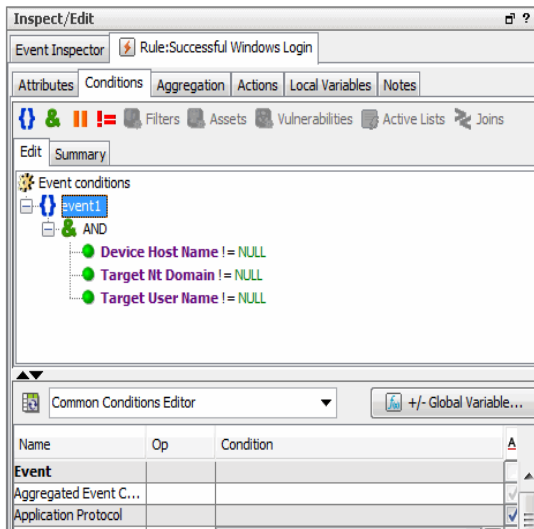 Inspect/Edit ?
Event Inspector Rule:Successful Windows Login
Attributes Conditions Aggregation Actions Local Variables Notes
{} & || != Filters Assets Vulnerabilities Active Lists Joins
Edit Summary
Event conditions
{} event1
& AND
Device Host Name != NULL
Target Nt Domain != NULL
Target User Name != NULL
Common Conditions Editor +/- Global Variable...
Name Op Condition A
Event
Aggregated Event C...
Application Protocol